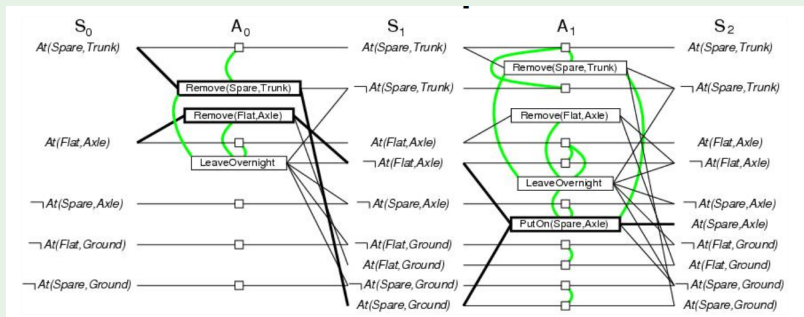 S0 A0 S1 A1 S2
At(Spare,Trunk) At(Spare,Trunk) At(Spare,Trunk)
Remove(Spare,Trunk)
Remove(Spare,Trunk) ¬At(Spare,Trunk) ¬At(Spare,Trunk)
Remove(Flat,Axle) Remove(Flat,Axle)
At(Flat,Axle) At(Flat,Axle) At(Flat,Axle)
LeaveOvernight ¬At(Flat,Axle) ¬At(Flat,Axle)
LeaveOvernight
¬At(Spare,Axle) ¬At(Spare,Axle) ¬At(Spare,Axle)
PutOn(Spare,Axle) At(Spare,Axle)
¬At(Flat,Ground) ¬At(Flat,Ground) ¬At(Flat,Ground)
At(Flat,Ground) At(Flat,Ground)
¬At(Spare,Ground) ¬At(Spare,Ground) ¬At(Spare,Ground)
At(Spare,Ground) At(Spare,Ground)